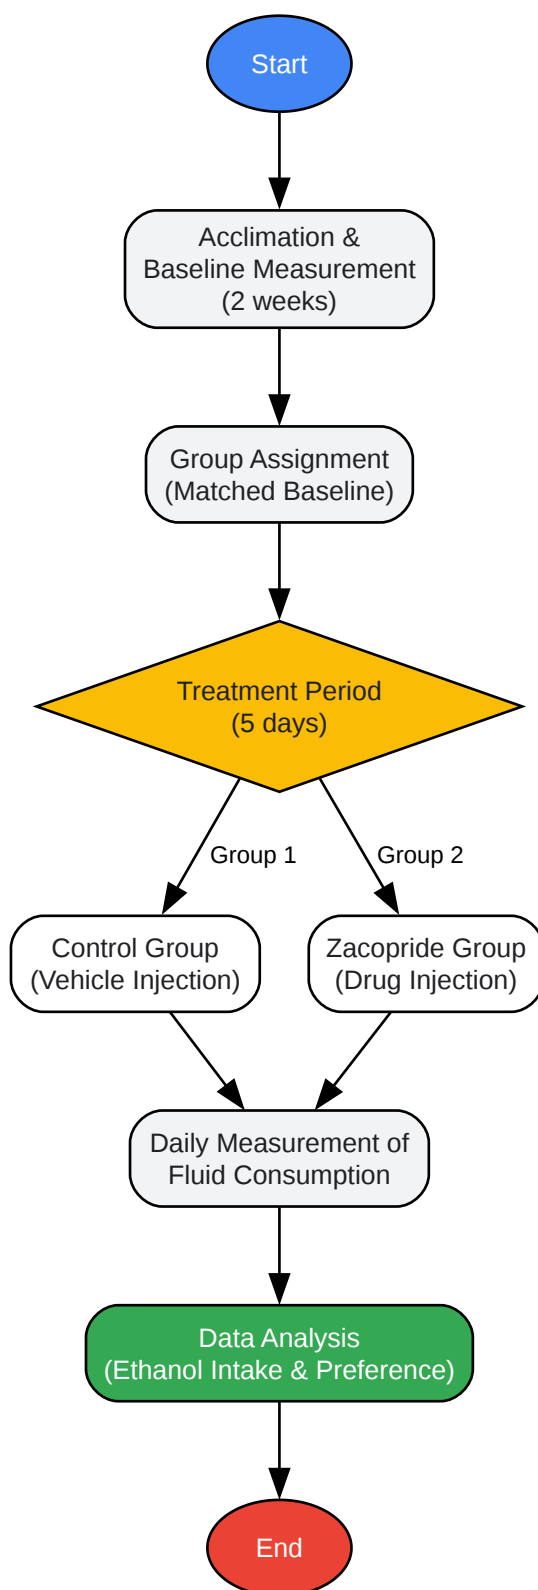 Start
Acclimation &
Baseline Measurement
(2 weeks)
Group Assignment
(Matched Baseline)
Treatment Period
(5 days)
Group 1
Group 2
Control Group
(Vehicle Injection)
Zacopride Group
(Drug Injection)
Daily Measurement of
Fluid Consumption
Data Analysis
(Ethanol Intake & Preference)
End